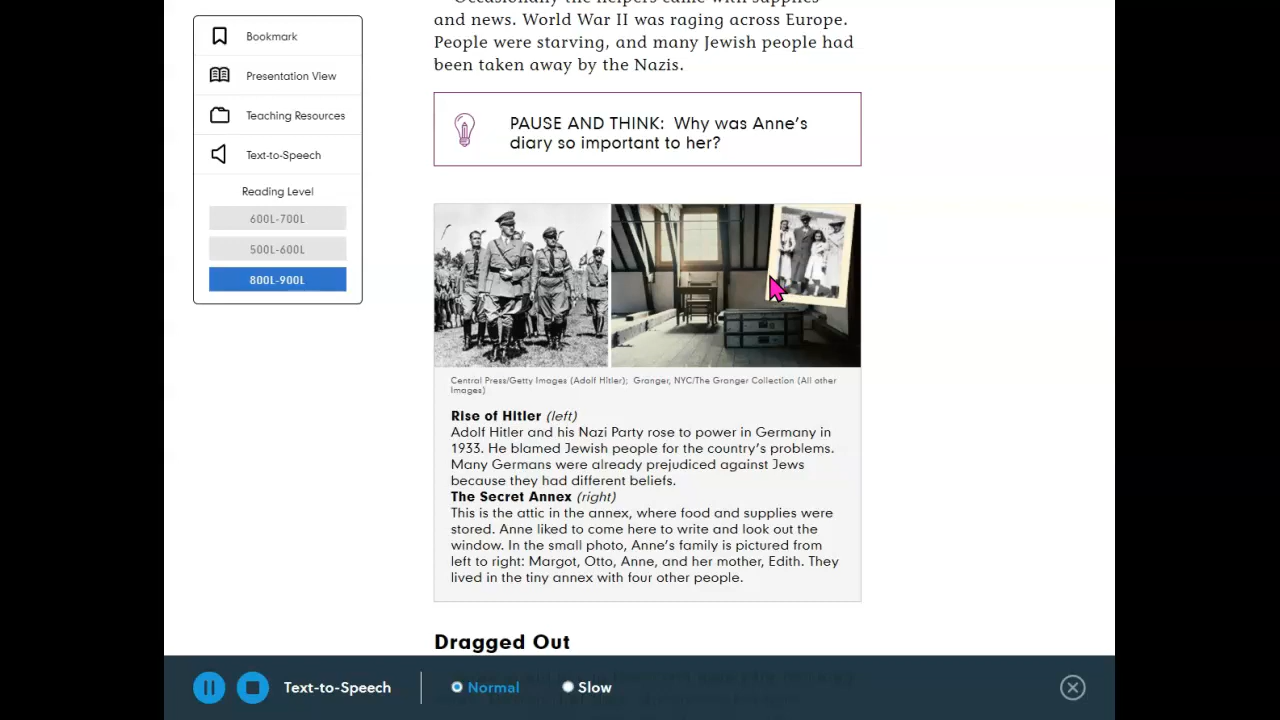 Bookmark
Presentation View
Teaching Resources
Text-to-Speech
Reading Level
600L-700L
500L-600L
800L-900L
Occasionally the helpers came with supplies
and news. World War II was raging across Europe.
People were starving, and many Jewish people had
been taken away by the Nazis.
PAUSE AND THINK: Why was Anne's
diary so important to her?
Central Press/Getty Images (Adolf Hitler); Granger, NYC/The Granger Collection (All other
Images)
Rise of Hitler (left)
Adolf Hitler and his Nazi Party rose to power in Germany in
1933. He blamed Jewish people for the country's problems.
Many Germans were already prejudiced against Jews
because they had different beliefs.
The Secret Annex (right)
This is the attic in the annex, where food and supplies were
stored. Anne liked to come here to write and look out the
window. In the small photo, Anne's family is pictured from
left to right: Margot, Otto, Anne, and her mother, Edith. They
lived in the tiny annex with four other people.
Dragged Out
Text-to-Speech
Normal
Slow